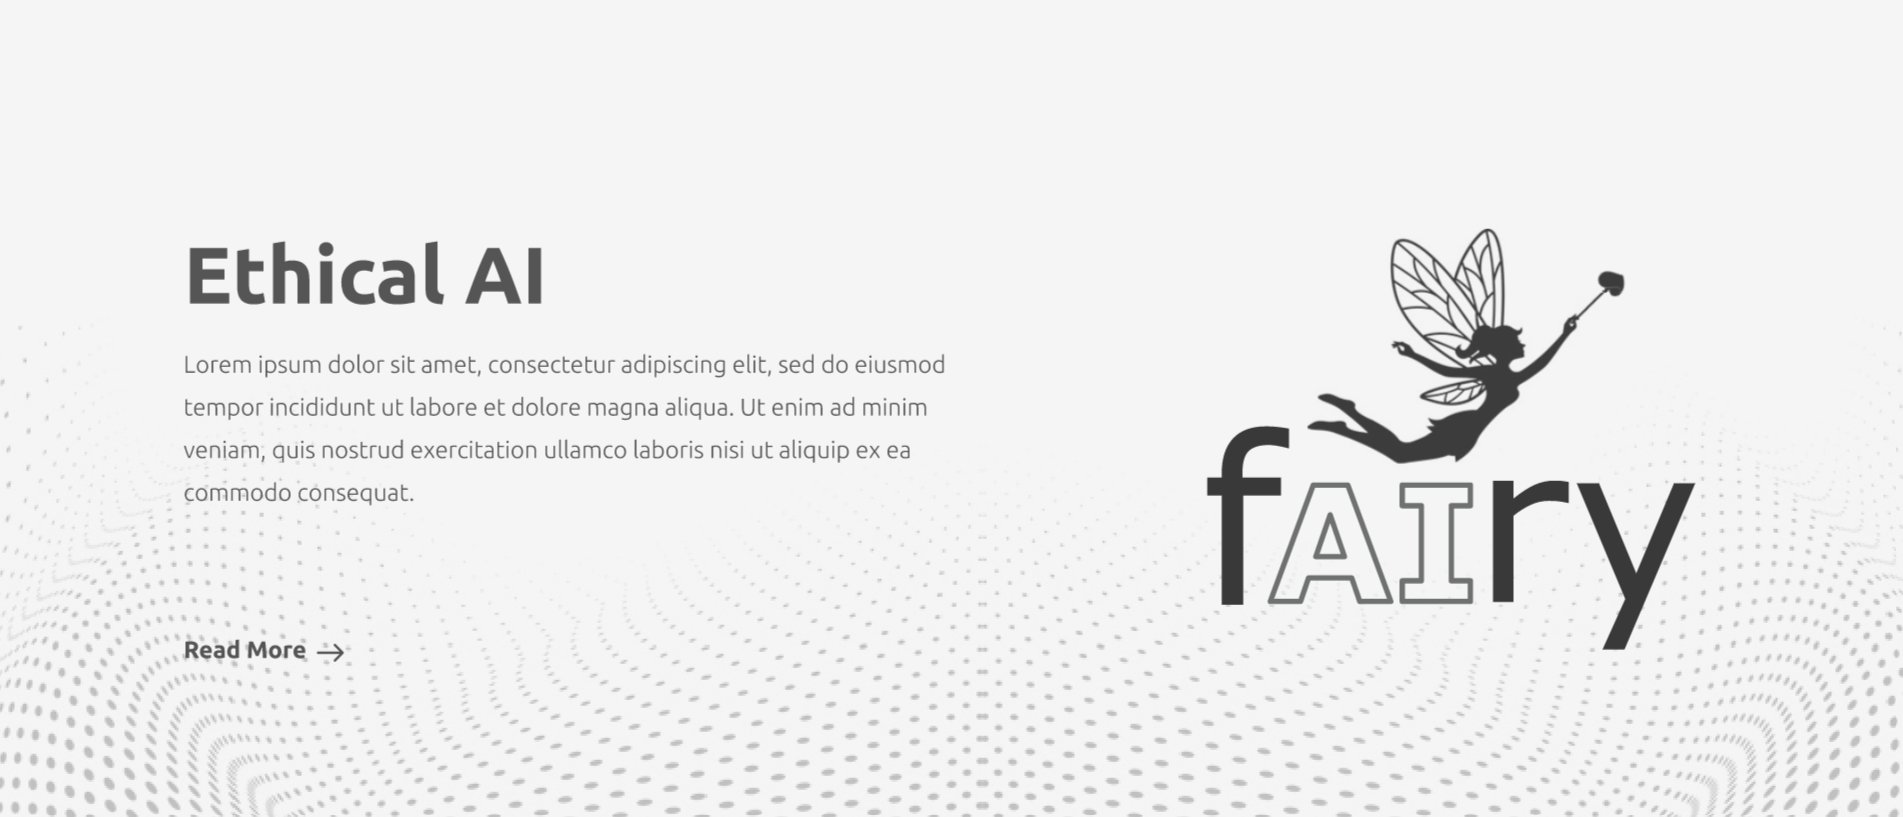 Ethical AI
Lorem ipsum dolor sit amet, consectetur adipiscing elit, sed do eiusmod
tempor incididunt ut labore et dolore magna aliqua. Ut enim ad minim
veniam, quis nostrud exercitation ullamco laboris nisi ut aliquip ex ea
commodo consequat.
Read More →
fAIry